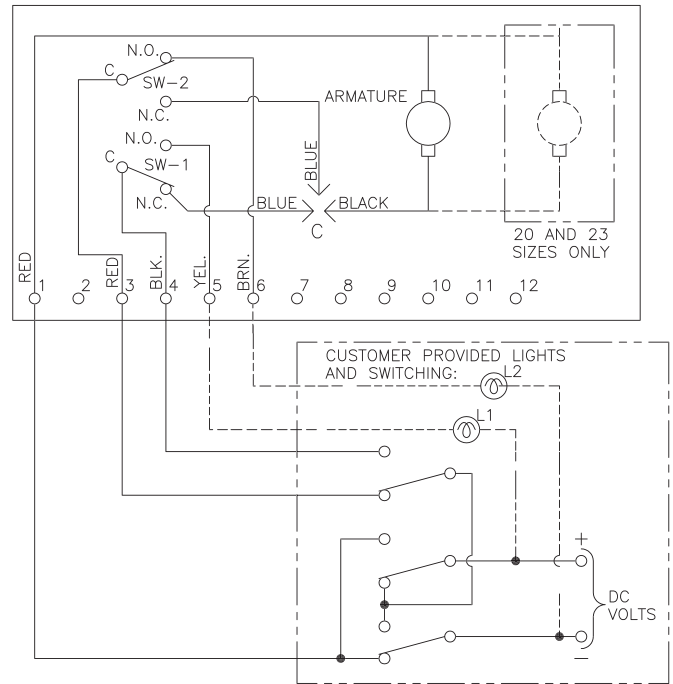 N.O.
C
SW-2
N.C.
ARMATURE
N.O.
C
SW-1
N.C.
BLUE
BLUE
BLACK
C
20 AND 23
SIZES ONLY
RED
RED
BLK.
YEL.
BRN.
1 2 3 4 5 6 7 8 9 10 11 12
CUSTOMER PROVIDED LIGHTS
AND SWITCHING:
L2
L1
+
DC
VOLTS
−